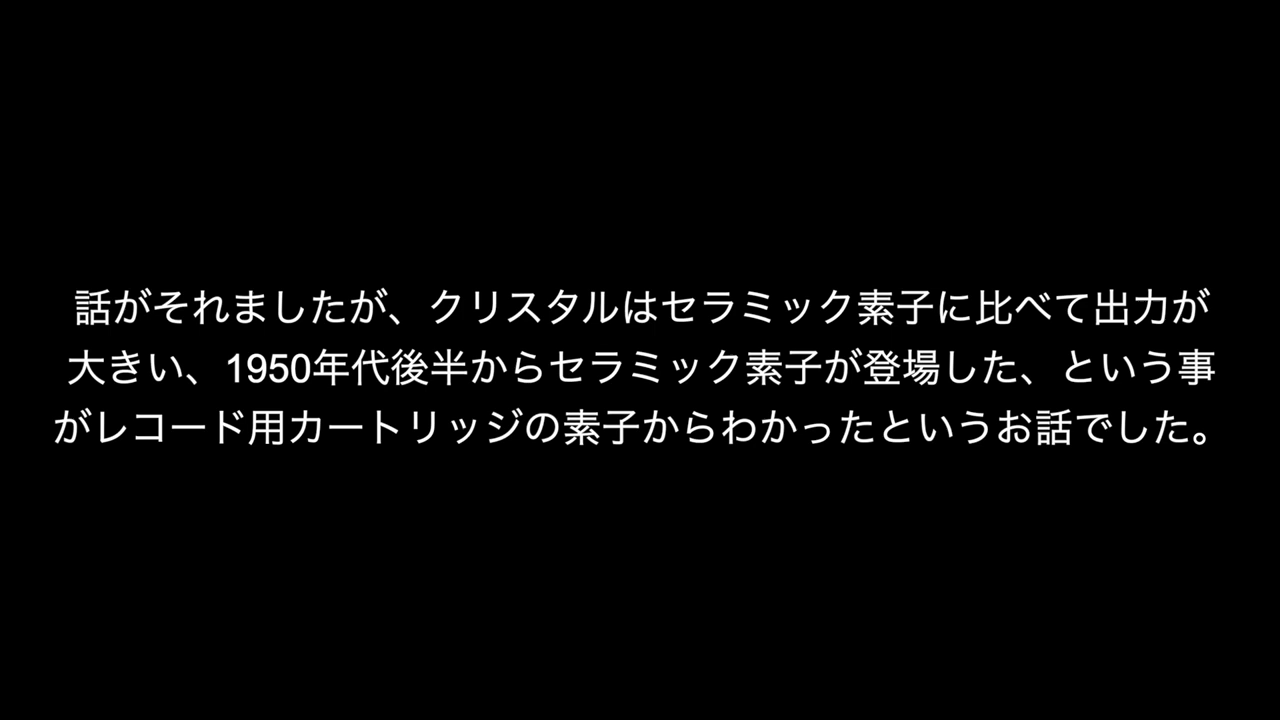 話がそれましたが、クリスタルはセラミック素子に比べて出力が
大きい、1950年代後半からセラミック素子が登場した、という事
がレコード用カートリッジの素子からわかったというお話でした。